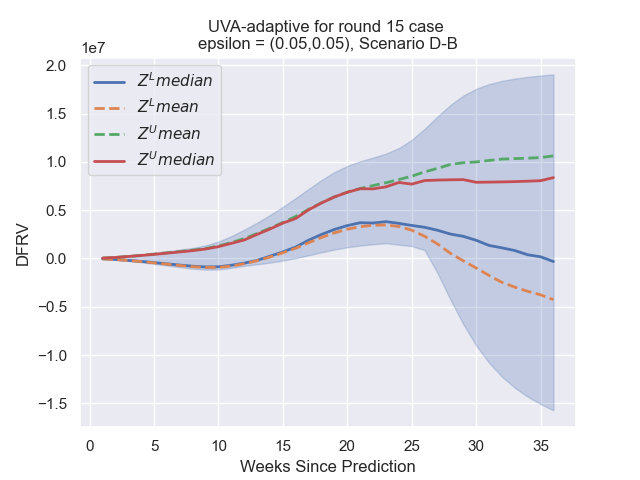 UVA-adaptive for round 15 case
epsilon = (0.05,0.05), Scenario D-B
1e7
Z^L median
Z^L mean
Z^U mean
Z^U median
2.0
1.5
1.0
0.5
0.0
−0.5
−1.0
−1.5
DFRV
0 5 10 15 20 25 30 35
Weeks Since Prediction